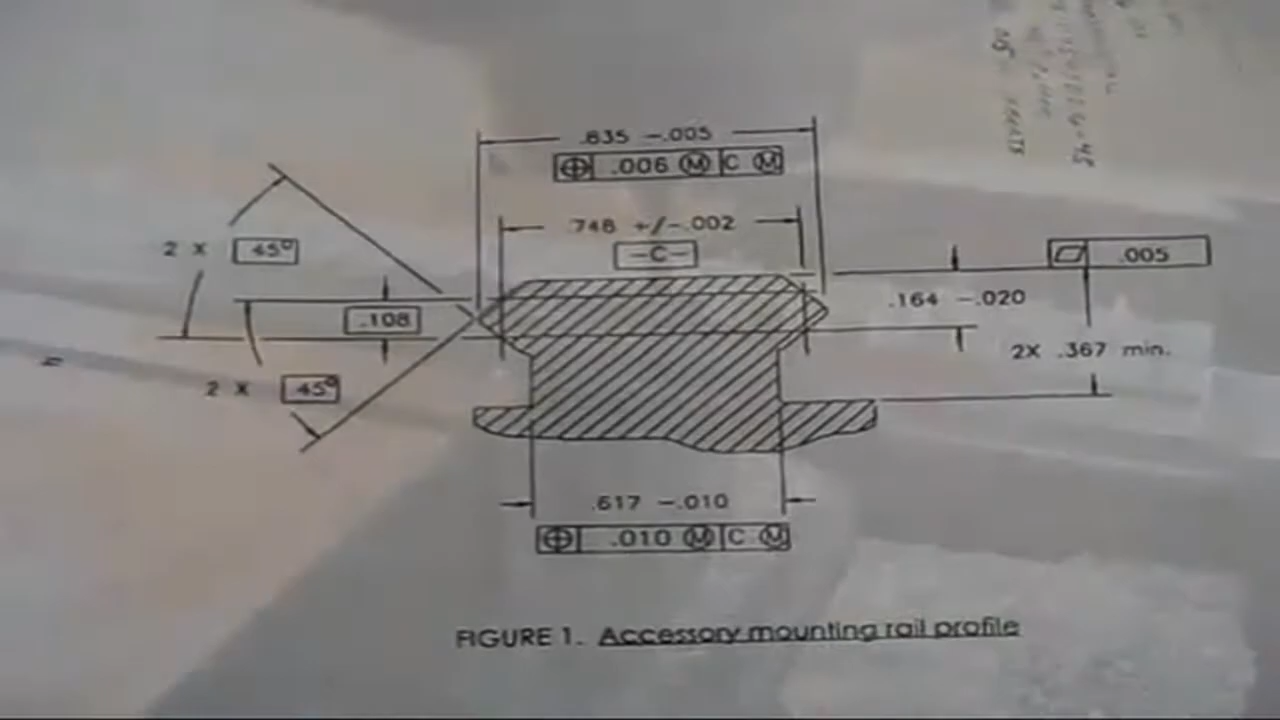 .835 -.005
⌖ .006 Ⓜ C Ⓜ
.748 +/-.002
-C-
2 X 45°
⏥ .005
.164 -.020
.108
2X .367 min.
2 X 45°
.617 -.010
⌖ .010 Ⓜ C Ⓜ
FIGURE 1. Accessory mounting rail profile